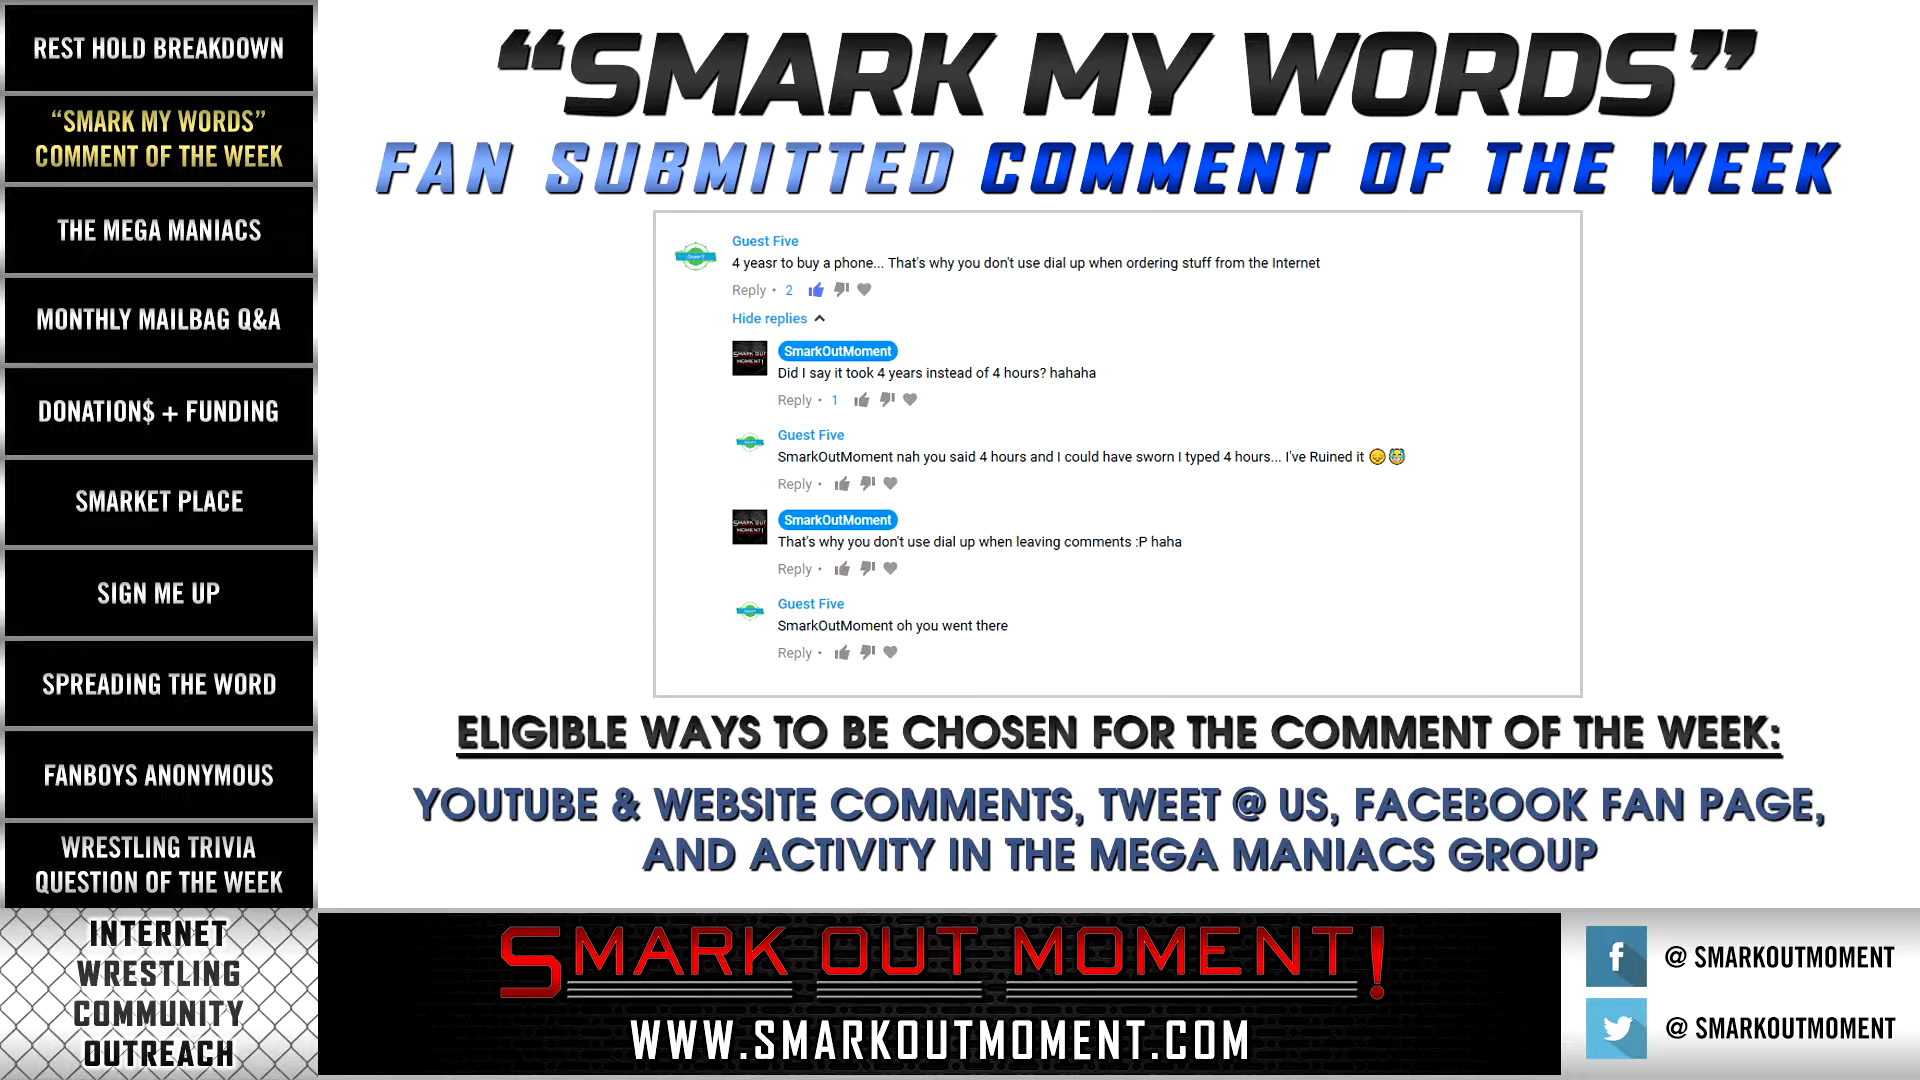 REST HOLD BREAKDOWN
“SMARK MY WORDS”
COMMENT OF THE WEEK
THE MEGA MANIACS
MONTHLY MAILBAG Q&A
DONATION$ + FUNDING
SMARKET PLACE
SIGN ME UP
SPREADING THE WORD
FANBOYS ANONYMOUS
WRESTLING TRIVIA
QUESTION OF THE WEEK
INTERNET
WRESTLING
COMMUNITY
OUTREACH
“SMARK MY WORDS”
FAN SUBMITTED COMMENT OF THE WEEK
Guest Five
4 yeasr to buy a phone... That's why you don't use dial up when ordering stuff from the Internet
Reply • 2
Hide replies
SMARK OUT
MOMENT!
SmarkOutMoment
Did I say it took 4 years instead of 4 hours? hahaha
Reply • 1
Guest Five
SmarkOutMoment nah you said 4 hours and I could have sworn I typed 4 hours... I've Ruined it 😔😹
Reply •
SMARK OUT
MOMENT!
SmarkOutMoment
That's why you don't use dial up when leaving comments :P haha
Reply •
Guest Five
SmarkOutMoment oh you went there
Reply •
ELIGIBLE WAYS TO BE CHOSEN FOR THE COMMENT OF THE WEEK:
YOUTUBE & WEBSITE COMMENTS, TWEET @ US, FACEBOOK FAN PAGE,
AND ACTIVITY IN THE MEGA MANIACS GROUP
SMARK OUT MOMENT!
WWW.SMARKOUTMOMENT.COM
f @ SMARKOUTMOMENT
@ SMARKOUTMOMENT